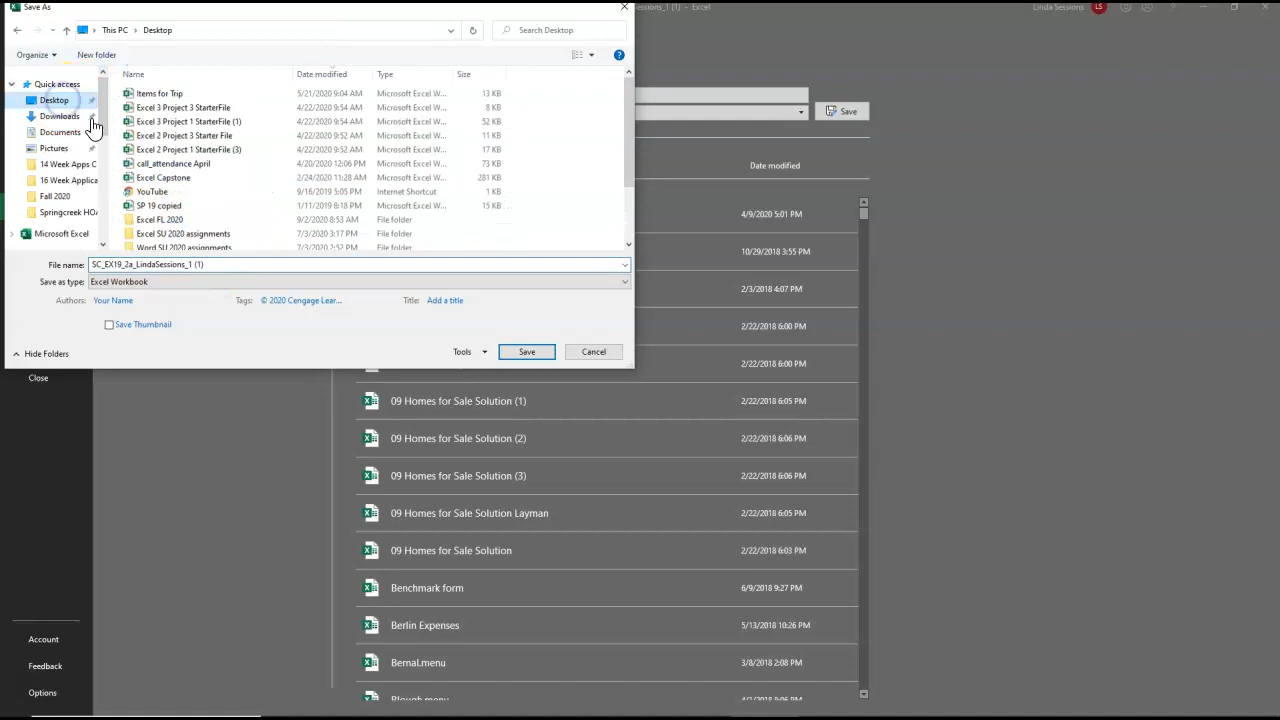 Save As
essions_1 (1) - Excel
Linda Sessions
LS
This PC > Desktop
Search Desktop
Organize
New folder
Quick access
Desktop
Downloads
Documents
Pictures
14 Week Apps C
16 Week Applica
Fall 2020
Springcreek HOA
Microsoft Excel
Name Date modified Type Size
Items for Trip 5/21/2020 9:04 AM Microsoft Excel W... 13 KB
Excel 3 Project 3 StarterFile 4/22/2020 9:54 AM Microsoft Excel W... 8 KB
Excel 3 Project 1 StarterFile (1) 4/22/2020 9:54 AM Microsoft Excel W... 52 KB
Excel 2 Project 3 Starter File 4/22/2020 9:52 AM Microsoft Excel W... 11 KB
Excel 2 Project 1 StarterFile (3) 4/22/2020 9:52 AM Microsoft Excel W... 17 KB
call_attendance April 4/20/2020 12:06 PM Microsoft Excel W... 73 KB
Excel Capstone 2/24/2020 11:28 AM Microsoft Excel W... 281 KB
YouTube 9/16/2019 5:05 PM Internet Shortcut 1 KB
SP 19 copied 1/11/2019 8:18 PM Microsoft Excel W... 15 KB
Excel FL 2020 9/2/2020 8:53 AM File folder
Excel SU 2020 assignments 7/3/2020 3:17 PM File folder
Word SU 2020 assignments 7/3/2020 2:52 PM File folder
File name: SC_EX19_2a_LindaSessions_1 (1)
Save as type: Excel Workbook
Authors: Your Name Tags: © 2020 Cengage Lear... Title: Add a title
Save Thumbnail
Hide Folders
Tools
Save
Cancel
Save
Date modified
4/9/2020 5:01 PM
10/29/2018 3:55 PM
2/3/2018 4:07 PM
2/22/2018 6:00 PM
2/22/2018 6:00 PM
09 Homes for Sale Solution (1) 2/22/2018 6:05 PM
09 Homes for Sale Solution (2) 2/22/2018 6:06 PM
09 Homes for Sale Solution (3) 2/22/2018 6:06 PM
09 Homes for Sale Solution Layman 2/22/2018 6:05 PM
09 Homes for Sale Solution 2/22/2018 6:03 PM
Benchmark form 6/9/2018 9:27 PM
Berlin Expenses 5/13/2018 10:26 PM
Bernal.menu 3/8/2018 2:08 PM
Blough.menu 4/1/2018 8:06 PM
Close
Account
Feedback
Options